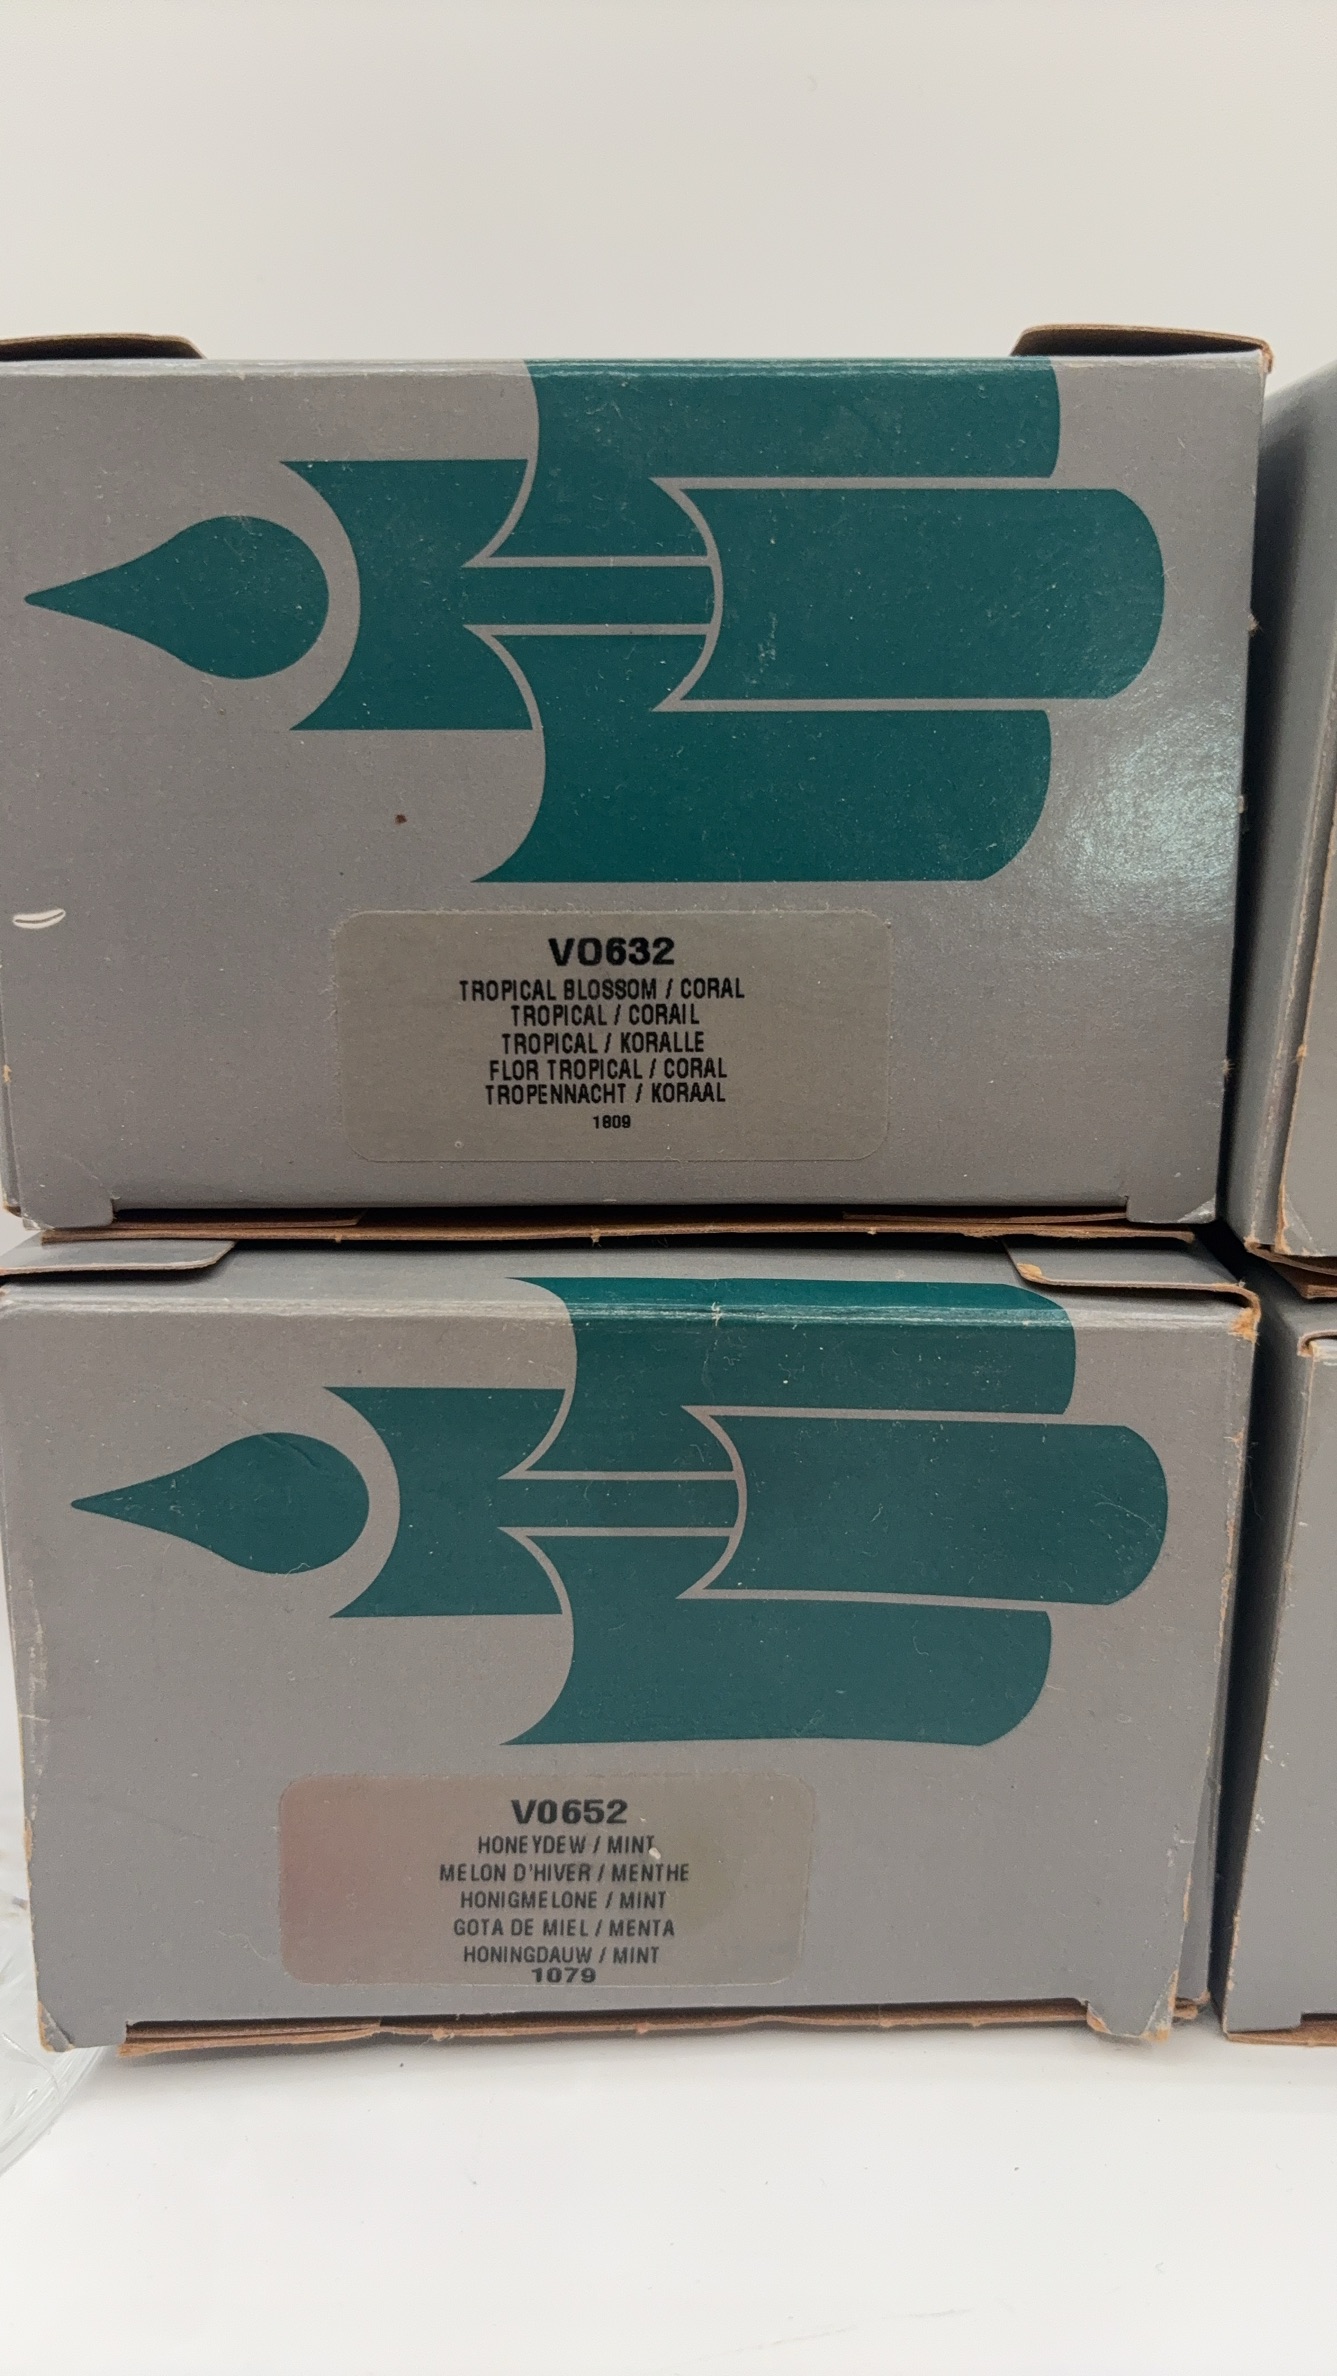 V0632
TROPICAL BLOSSOM / CORAL
TROPICAL / CORAIL
TROPICAL / KORALLE
FLOR TROPICAL / CORAL
TROPENNACHT / KORAAL
1809
V0652
HONEYDEW / MINT
MELON D'HIVER / MENTHE
HONIGMELONE / MINT
GOTA DE MIEL / MENTA
HONINGDAUW / MINT
1079